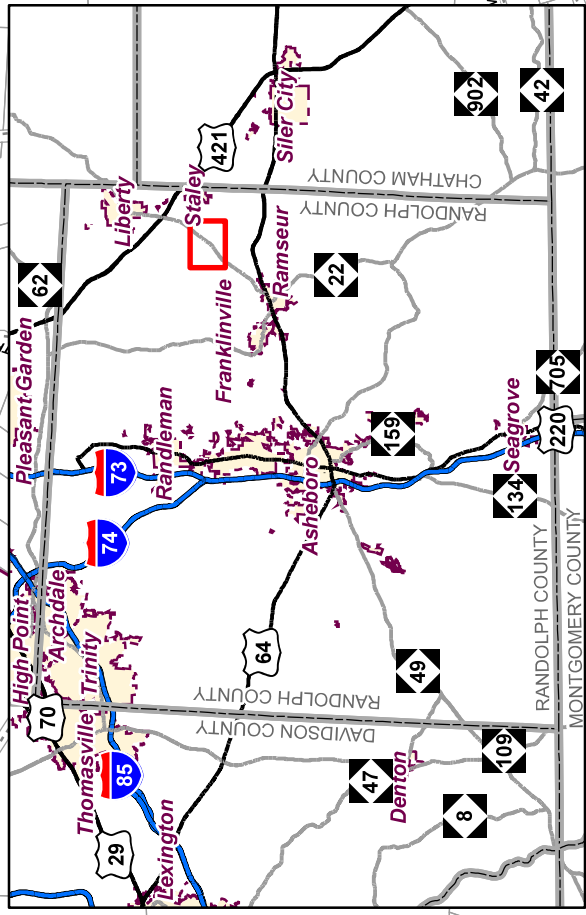 High Point
Pleasant Garden
62
Archdale
70
Thomasville
Trinity
74
73
Randleman
Liberty
Staley
421
29
85
Lexington
64
Asheboro
Franklinville
Ramseur
Siler City
DAVIDSON COUNTY
RANDOLPH COUNTY
RANDOLPH COUNTY
CHATHAM COUNTY
22
159
49
47
Denton
902
42
8
109
134
Seagrove
220
705
RANDOLPH COUNTY
MONTGOMERY COUNTY